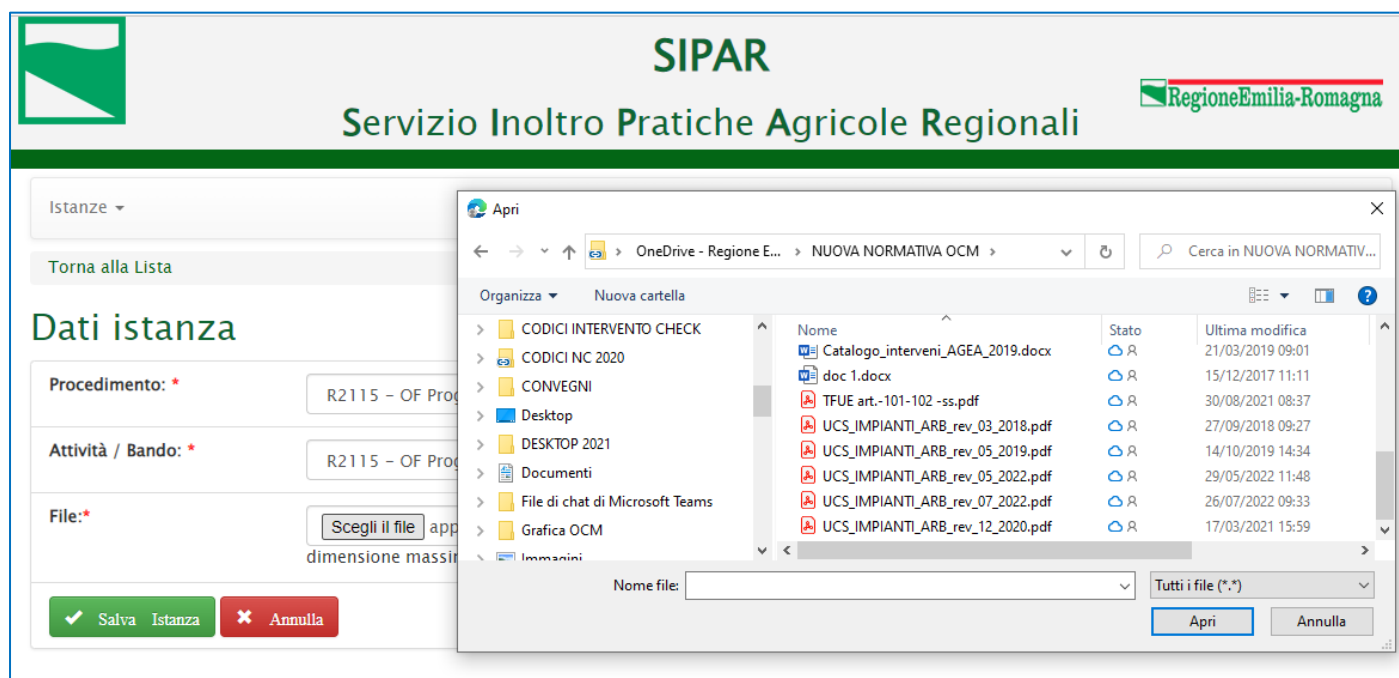 SIPAR
Servizio Inoltro Pratiche Agricole Regionali
RegioneEmilia-Romagna
Istanze
Torna alla Lista
Dati istanza
Procedimento: *
R2115 - OF Prog
Attività / Bando: *
R2115 - OF Prog
File:*
Scegli il file app
dimensione massin
Salva Istanza
Annulla
Apri
OneDrive - Regione E... > NUOVA NORMATIVA OCM >
Cerca in NUOVA NORMATIV...
Organizza
Nuova cartella
CODICI INTERVENTO CHECK
CODICI NC 2020
CONVEGNI
Desktop
DESKTOP 2021
Documenti
File di chat di Microsoft Teams
Grafica OCM
Immagini
Nome Stato Ultima modifica
Catalogo_interveni_AGEA_2019.docx 21/03/2019 09:01
doc 1.docx 15/12/2017 11:11
TFUE art.-101-102 -ss.pdf 30/08/2021 08:37
UCS_IMPIANTI_ARB_rev_03_2018.pdf 27/09/2018 09:27
UCS_IMPIANTI_ARB_rev_05_2019.pdf 14/10/2019 14:34
UCS_IMPIANTI_ARB_rev_05_2022.pdf 29/05/2022 11:48
UCS_IMPIANTI_ARB_rev_07_2022.pdf 26/07/2022 09:33
UCS_IMPIANTI_ARB_rev_12_2020.pdf 17/03/2021 15:59
Nome file:
Tutti i file (*.*)
Apri
Annulla